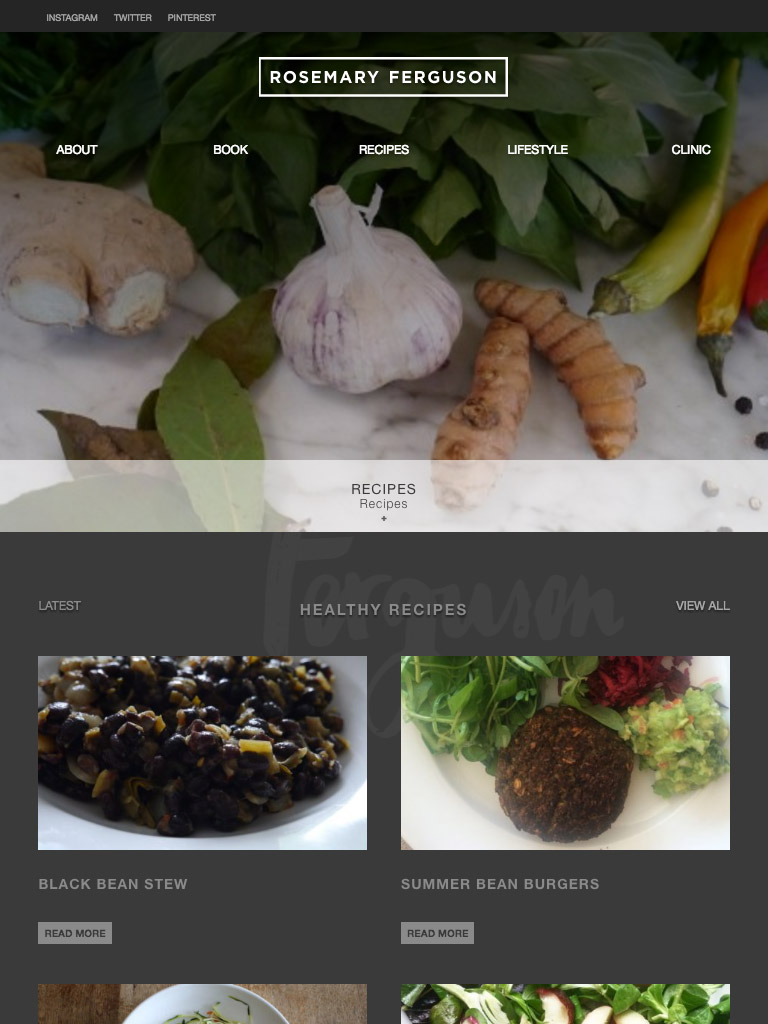 INSTAGRAM TWITTER PINTEREST
ROSEMARY FERGUSON
ABOUT BOOK RECIPES LIFESTYLE CLINIC
RECIPES
Recipes
+
Ferguson
LATEST HEALTHY RECIPES VIEW ALL
BLACK BEAN STEW SUMMER BEAN BURGERS
READ MORE READ MORE